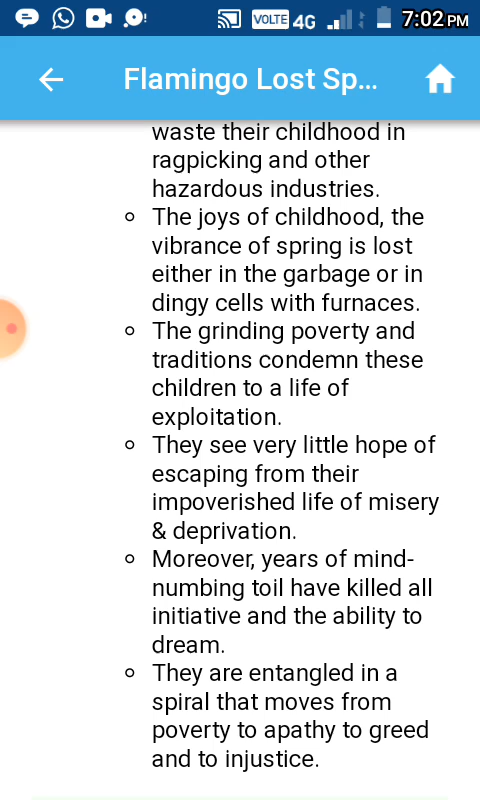 VOLTE 4G 7:02 PM
Flamingo Lost Sp...
waste their childhood in
ragpicking and other
hazardous industries.
The joys of childhood, the
vibrance of spring is lost
either in the garbage or in
dingy cells with furnaces.
The grinding poverty and
traditions condemn these
children to a life of
exploitation.
They see very little hope of
escaping from their
impoverished life of misery
& deprivation.
Moreover, years of mind-
numbing toil have killed all
initiative and the ability to
dream.
They are entangled in a
spiral that moves from
poverty to apathy to greed
and to injustice.